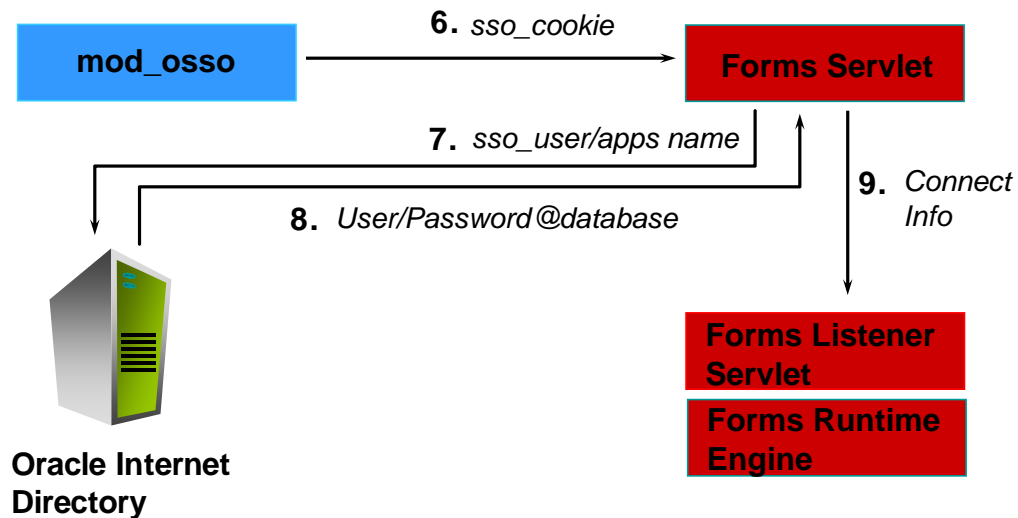 6. sso_cookie
mod_osso
Forms Servlet
7. sso_user/apps name
8. User/Password@database
9. Connect
Info
Forms Listener
Servlet
Forms Runtime
Engine
Oracle Internet
Directory